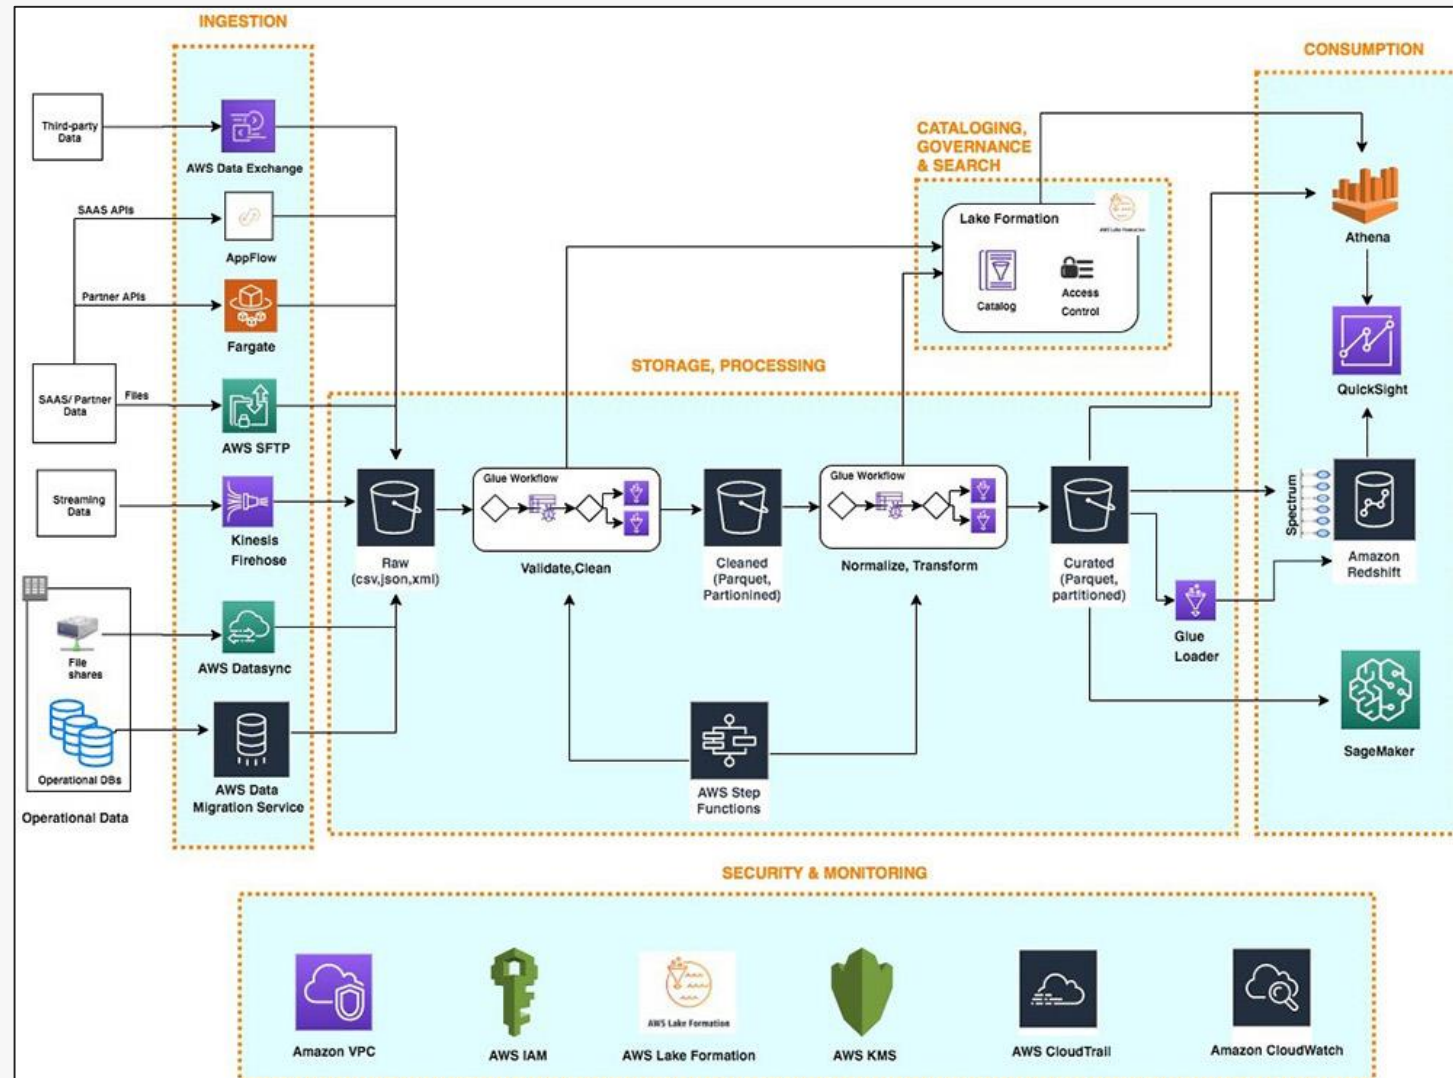 INGESTION
CONSUMPTION
Third-party
Data
AWS Data Exchange
CATALOGING,
GOVERNANCE
& SEARCH
SAAS APIs
AppFlow
Lake Formation
AWS Lake Formation
Catalog
Access
Control
Athena
Partner APIs
Fargate
STORAGE, PROCESSING
QuickSight
SAAS/ Partner
Data
Files
AWS SFTP
Streaming
Data
Kinesis
Firehose
Raw
(csv,json,xml)
Glue Workflow
Validate,Clean
Cleaned
(Parquet,
Partionined)
Glue Workflow
Normalize, Transform
Curated
(Parquet,
partitioned)
Spectrum
Amazon
Redshift
Glue
Loader
File
shares
AWS Datasync
Operational DBs
Operational Data
AWS Data
Migration Service
AWS Step
Functions
SageMaker
SECURITY & MONITORING
Amazon VPC
AWS IAM
AWS Lake Formation
AWS Lake Formation
AWS KMS
AWS CloudTrail
Amazon CloudWatch